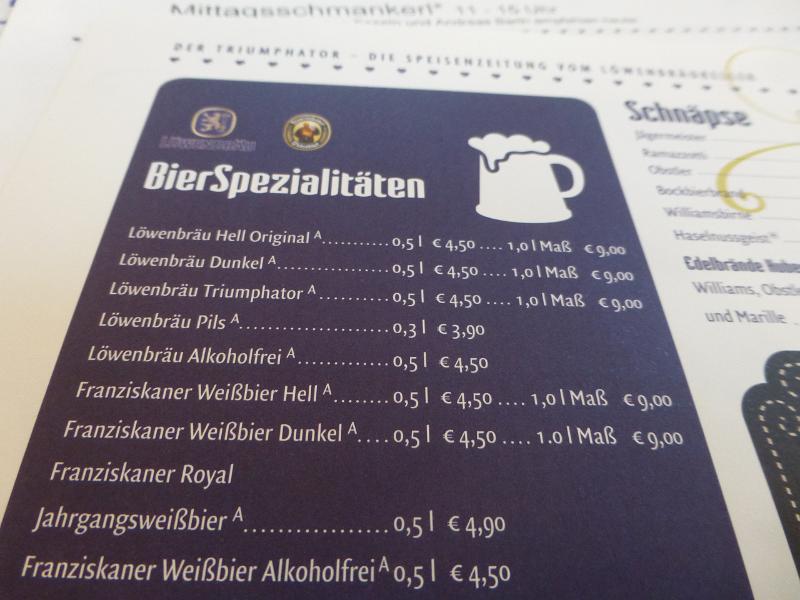 Mittagsschmankerl* 11 - 15 Uhr
DER TRIUMPHATOR - DIE SPEISENZEITUNG VOM
LÖWENBRÄU
BierSpezialitäten
Löwenbräu Hell Original A...........0,5 l € 4,50 .... 1,0 l Maß € 9,00
Löwenbräu Dunkel A...................0,5 l € 4,50 .... 1,0 l Maß € 9,00
Löwenbräu Triumphator A............0,5 l € 4,50 .... 1,0 l Maß € 9,00
Löwenbräu Pils A.........................0,3 l € 3,90
Löwenbräu Alkoholfrei A...............0,5 l € 4,50
Franziskaner Weißbier Hell A........0,5 l € 4,50 .... 1,0 l Maß € 9,00
Franziskaner Weißbier Dunkel A....0,5 l € 4,50 .... 1.0 l Maß € 9,00
Franziskaner Royal
Jahrgangsweißbier A..................0,5 l € 4,90
Franziskaner Weißbier Alkoholfrei A 0,5 l € 4,50
Schnäpse
Jägermeister
Ramazzotti
Obstler
Bockbierbrand
Williamsbirne
Haselnussgeist
Edelbrände
Williams, Obstle
und Marille